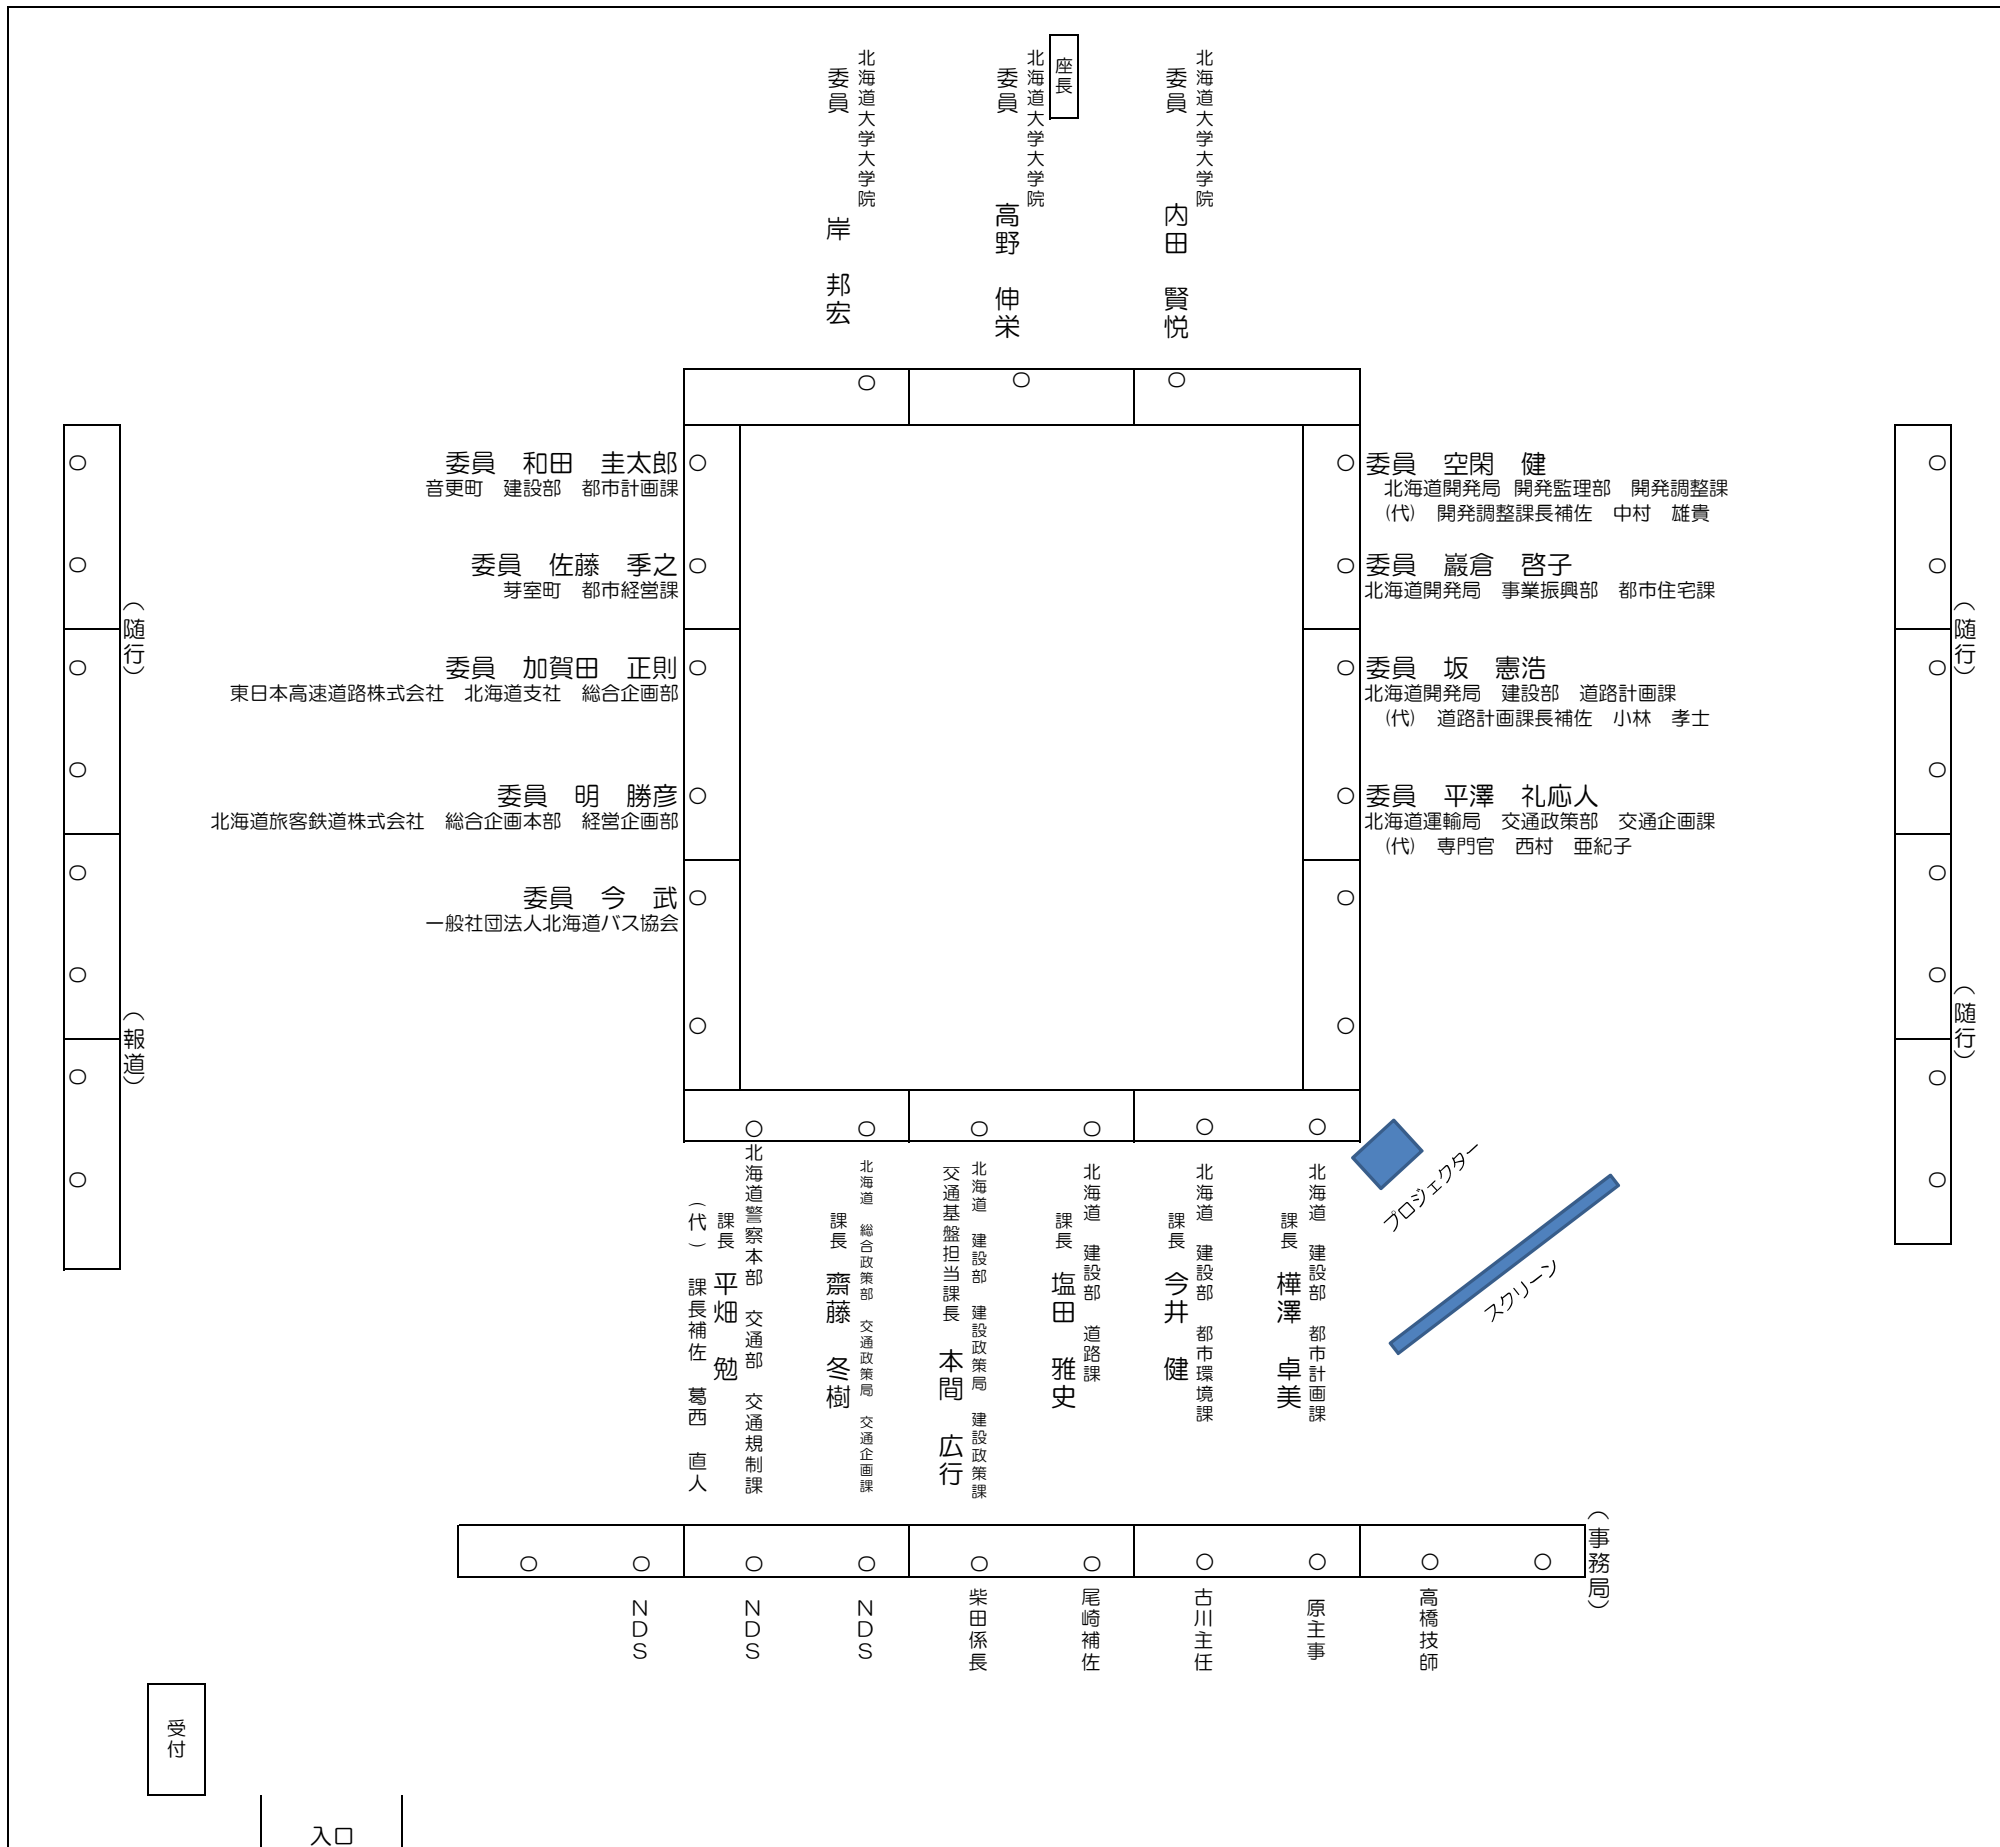 座長
北海道大学大学院
委員　内田　賢悦
北海道大学大学院
委員　高野　伸栄
北海道大学大学院
委員　岸　邦宏
委員　和田　圭太郎
音更町　建設部　都市計画課
委員　佐藤　季之
芽室町　都市経営課
委員　加賀田　正則
東日本高速道路株式会社　北海道支社　総合企画部
委員　明　勝彦
北海道旅客鉄道株式会社　総合企画本部　経営企画部
委員　今　武
一般社団法人北海道バス協会
委員　空閑　健
北海道開発局　開発監理部　開発調整課
（代）　開発調整課長補佐　中村　雄貴
委員　巖倉　啓子
北海道開発局　事業振興部　都市住宅課
委員　坂　憲浩
北海道開発局　建設部　道路計画課
（代）　道路計画課長補佐　小林　孝士
委員　平澤　礼応人
北海道運輸局　交通政策部　交通企画課
（代）　専門官　西村　亜紀子
（随行）
（報道）
（随行）
（随行）
プロジェクター
スクリーン
北海道　建設部　都市計画課
課長　樺澤　卓美
北海道　建設部　都市環境課
課長　今井　健
北海道　建設部　道路課
課長　塩田　雅史
北海道　建設部　建設政策局　建設政策課
交通基盤担当課長　本間　広行
北海道　総合政策部　交通政策局　交通企画課
課長　齋藤　冬樹
北海道警察本部　交通部　交通規制課
課長　平畑　勉
（代）　課長補佐　葛西　直人
（事務局）
高橋技師
原主事
古川主任
尾崎補佐
柴田係長
NDS
NDS
NDS
受付
入口